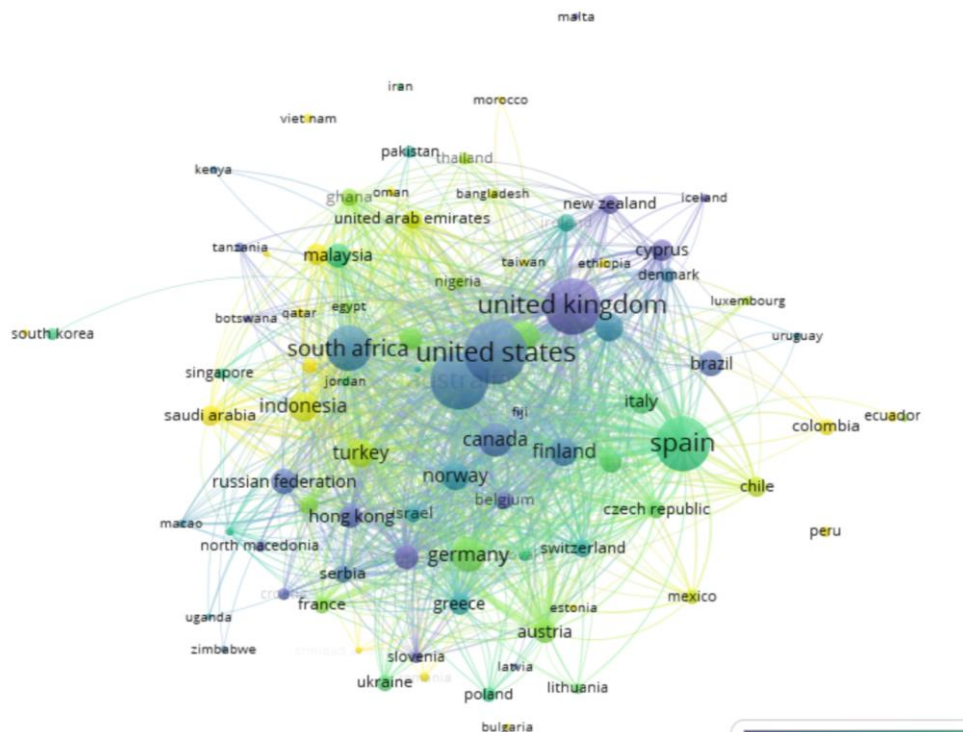 malta
iran
morocco
viet nam
pakistan
thailand
kenya
ghana
oman
bangladesh
new zealand
iceland
united arab emirates
tanzania
malaysia
taiwan
ethiopia
cyprus
denmark
nigeria
united kingdom
luxembourg
botswana
qatar
egypt
south korea
south africa
united states
uruguay
brazil
singapore
jordan
australia
italy
saudi arabia
indonesia
fiji
colombia
ecuador
canada
spain
turkey
finland
russian federation
norway
chile
belgium
macao
hong kong
israel
czech republic
peru
north macedonia
germany
switzerland
serbia
france
greece
estonia
mexico
uganda
austria
zimbabwe
slovenia
latvia
ukraine
poland
lithuania
bulgaria